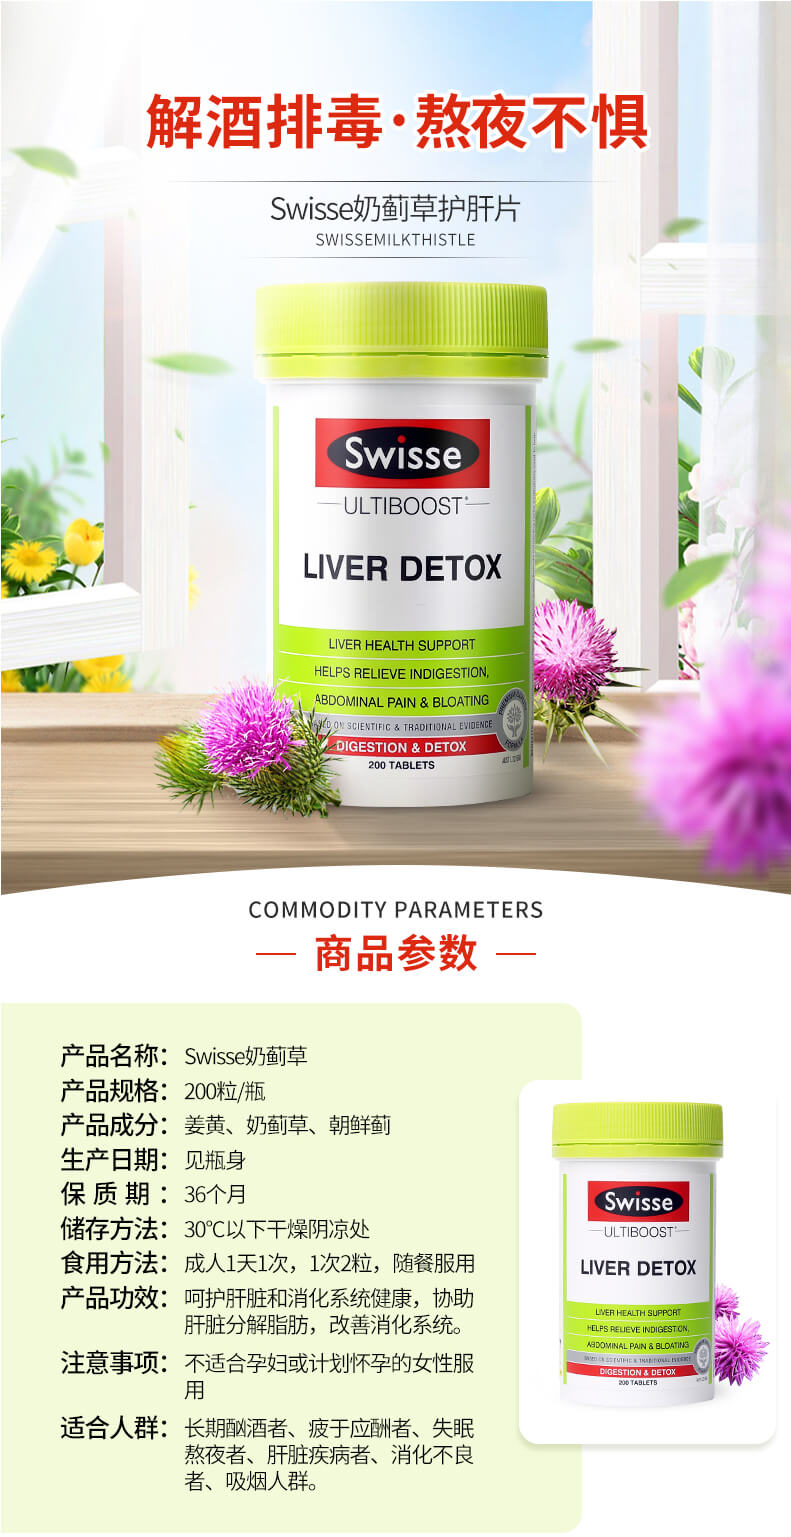 解酒排毒·熬夜不惧
Swisse奶蓟草护肝片
SWISSEMILKTHISTLE
Swisse
ULTIBOOST®
LIVER DETOX
LIVER HEALTH SUPPORT
HELPS RELIEVE INDIGESTION,
ABDOMINAL PAIN & BLOATING
ON SCIENTIFIC & TRADITIONAL EVIDENCE
DIGESTION & DETOX
200 TABLETS
COMMODITY PARAMETERS
商品参数
产品名称：Swisse奶蓟草
产品规格：200粒/瓶
产品成分：姜黄、奶蓟草、朝鲜蓟
生产日期：见瓶身
保质期：36个月
储存方法：30℃以下干燥阴凉处
食用方法：成人1天1次，1次2粒，随餐服用
产品功效：呵护肝脏和消化系统健康，协助
肝脏分解脂肪，改善消化系统。
注意事项：不适合孕妇或计划怀孕的女性服
用
适合人群：长期酗酒者、疲于应酬者、失眠
熬夜者、肝脏疾病者、消化不良
者、吸烟人群。
Swisse
ULTIBOOST®
LIVER DETOX
LIVER HEALTH SUPPORT
HELPS RELIEVE INDIGESTION,
ABDOMINAL PAIN & BLOATING
BASED ON SCIENTIFIC & TRADITIONAL EVIDENCE
DIGESTION & DETOX
200 TABLETS